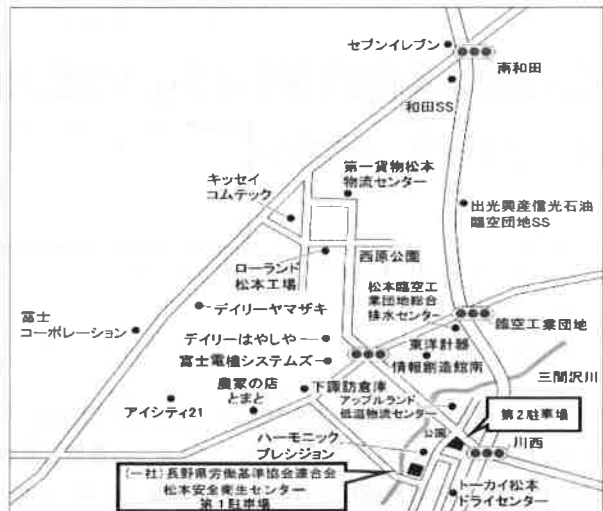 セブンイレブン
南和田
和田SS
第一貨物松本
物流センター
キッセイ
コムテック
出光興産信光石油
臨空団地SS
西原公園
ローランド
松本工場
松本臨空工
業団地総合
排水センター
デイリーヤマザキ
臨空工業団地
富士
コーポレーション
デイリーはやしや
東洋計器
富士電機システムズ
情報創造館南
三間沢川
農家の店
とまと
下諏訪倉庫
アップルランド
低温物流センター
アイシティ21
第2駐車場
公園
ハーモニック
プレシジョン
川西
(一社)長野県労働基準協会連合会
松本安全衛生センター
第1駐車場
トーカイ松本
ドライセンター